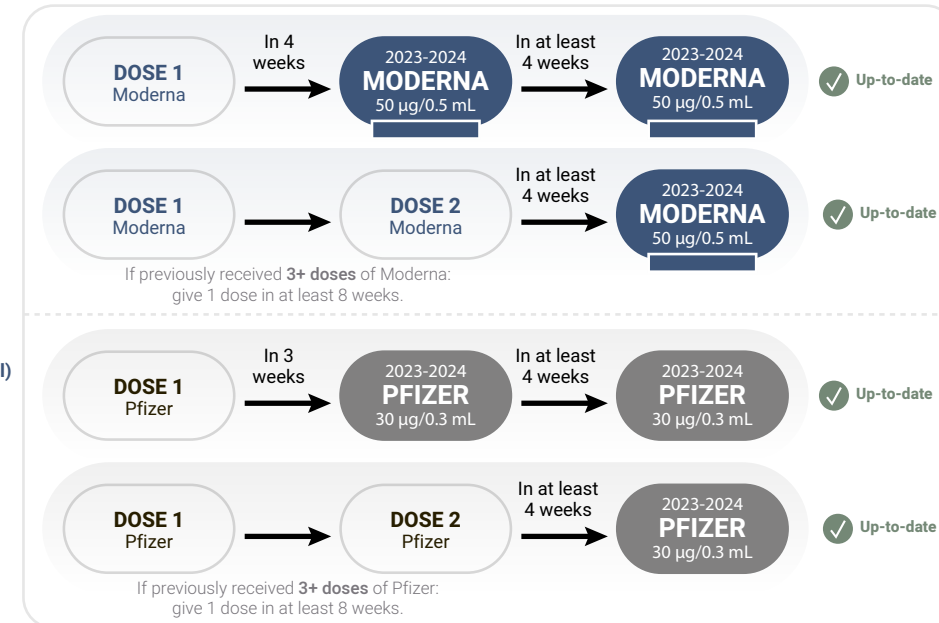 In 4
weeks
In at least
4 weeks
DOSE 1
Moderna
2023-2024
MODERNA
50 µg/0.5 mL
2023-2024
MODERNA
50 µg/0.5 mL
Up-to-date
In at least
4 weeks
DOSE 1
Moderna
DOSE 2
Moderna
2023-2024
MODERNA
50 µg/0.5 mL
Up-to-date
If previously received 3+ doses of Moderna:
give 1 dose in at least 8 weeks.
I)
In 3
weeks
In at least
4 weeks
DOSE 1
Pfizer
2023-2024
PFIZER
30 µg/0.3 mL
2023-2024
PFIZER
30 µg/0.3 mL
Up-to-date
In at least
4 weeks
DOSE 1
Pfizer
DOSE 2
Pfizer
2023-2024
PFIZER
30 µg/0.3 mL
Up-to-date
If previously received 3+ doses of Pfizer:
give 1 dose in at least 8 weeks.